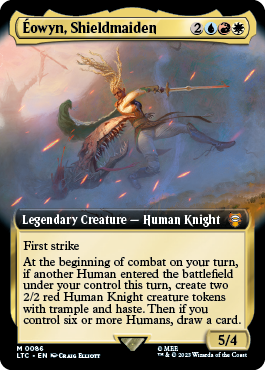 Éowyn, Shieldmaiden 2
Legendary Creature — Human Knight
First strike
At the beginning of combat on your turn,
if another Human entered the battlefield
under your control this turn, create two
2/2 red Human Knight creature tokens
with trample and haste. Then if you
control six or more Humans, draw a card.
5/4
M 0086
LTC • EN Craig Elliott
© MEE
™ & © 2023 Wizards of the Coast